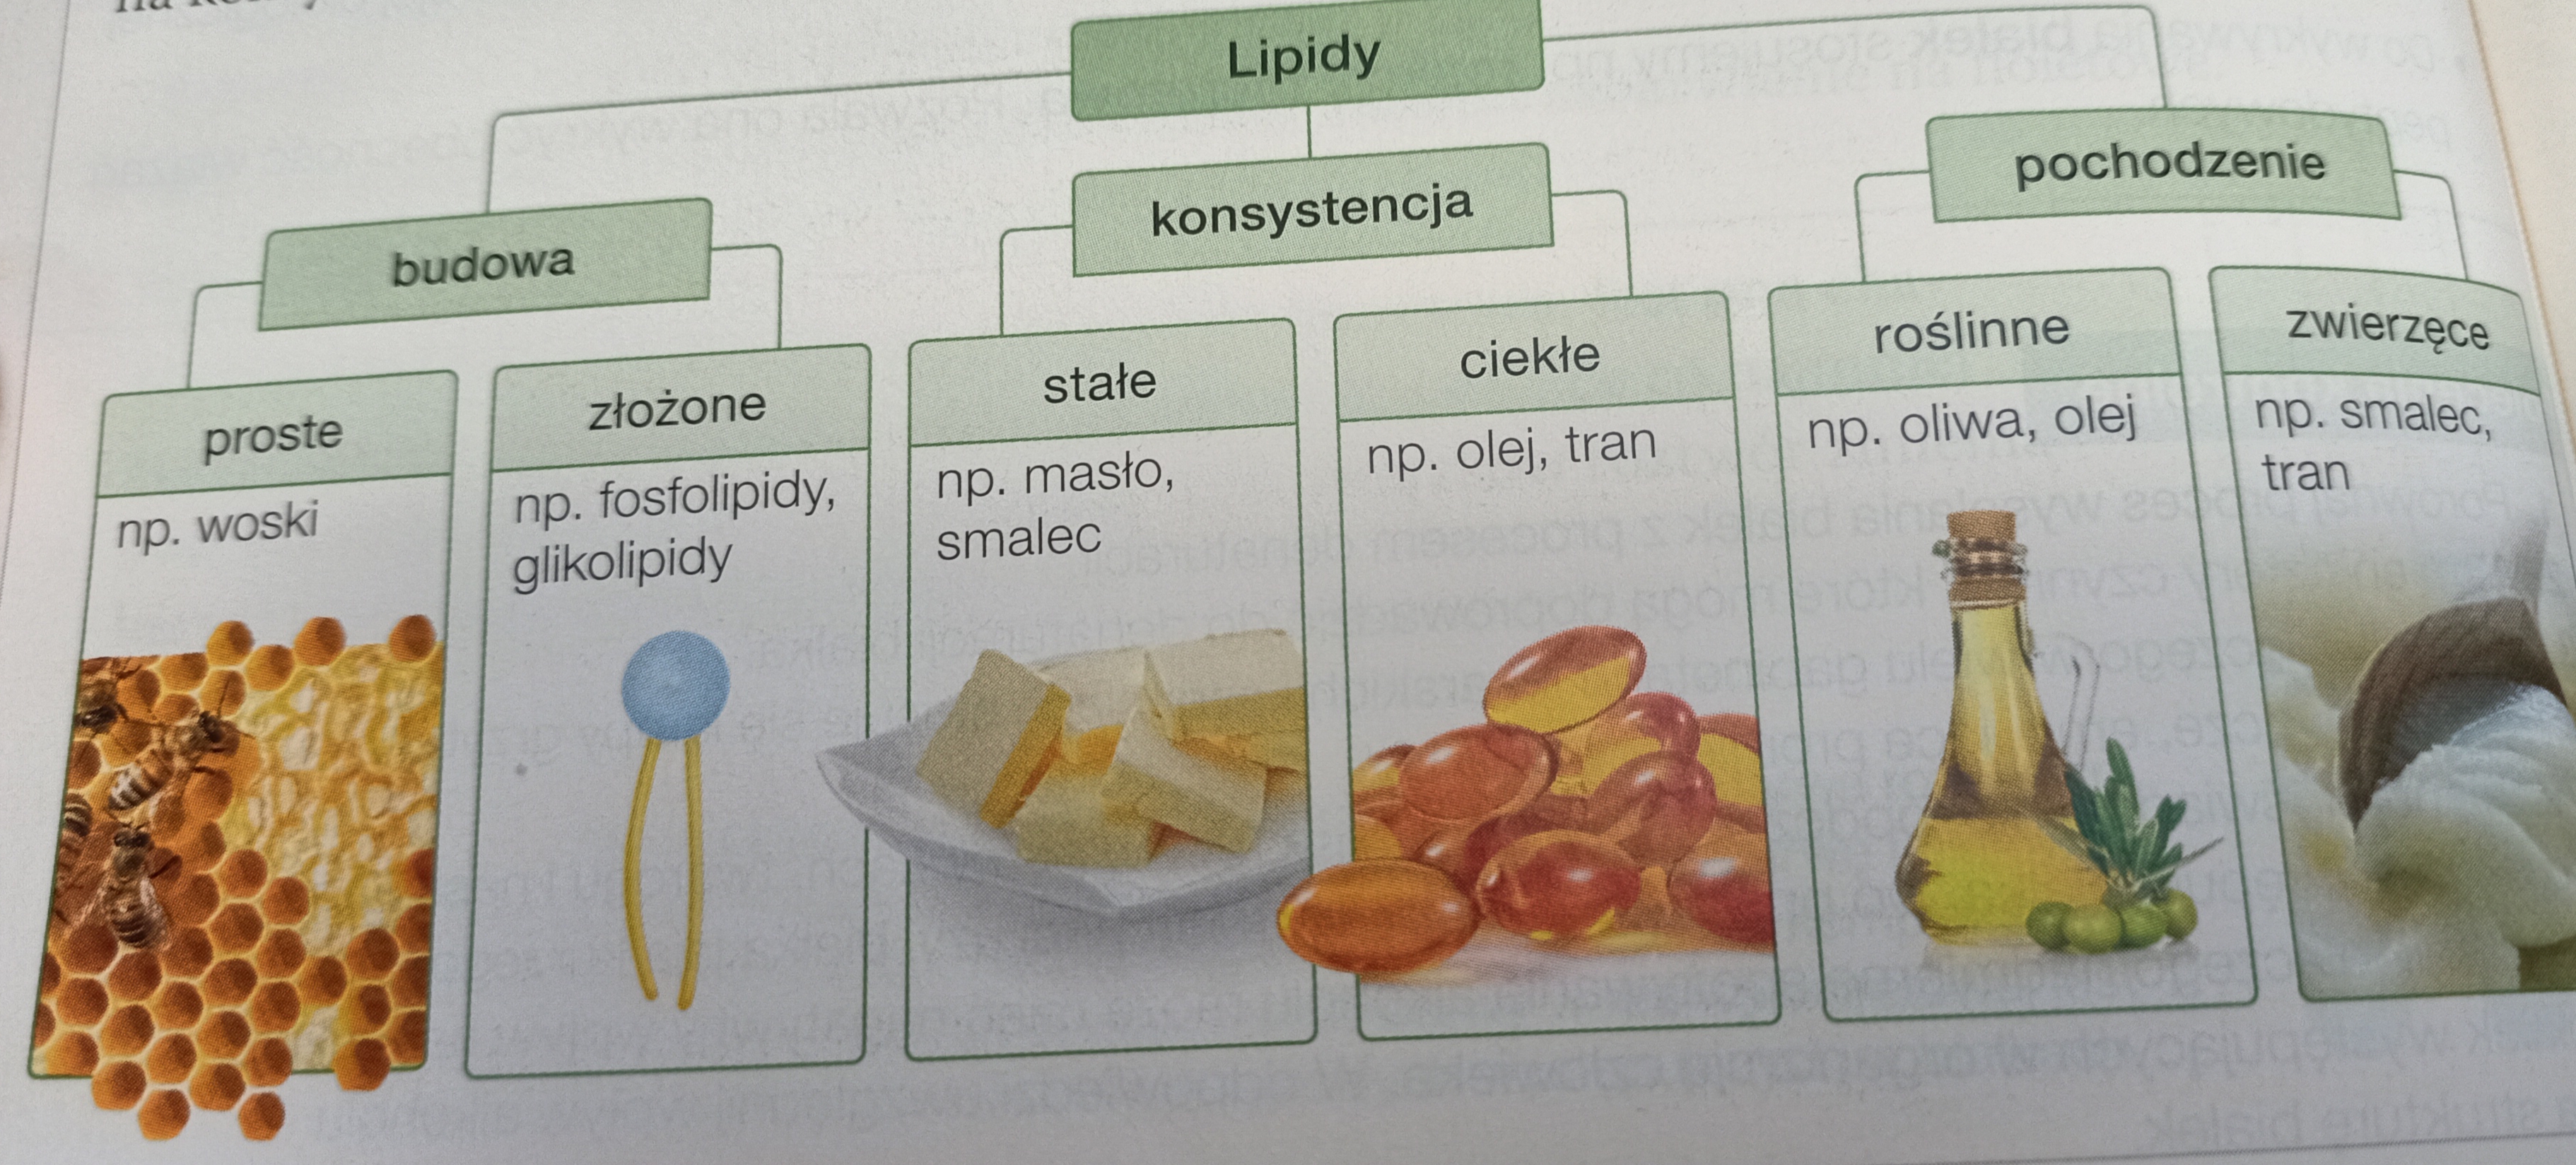 Lipidy
budowa
konsystencja
pochodzenie
proste
np. woski
złożone
np. fosfolipidy,
glikolipidy
stałe
np. masło,
smalec
ciekłe
np. olej, tran
roślinne
np. oliwa, olej
zwierzęce
np. smalec,
tran